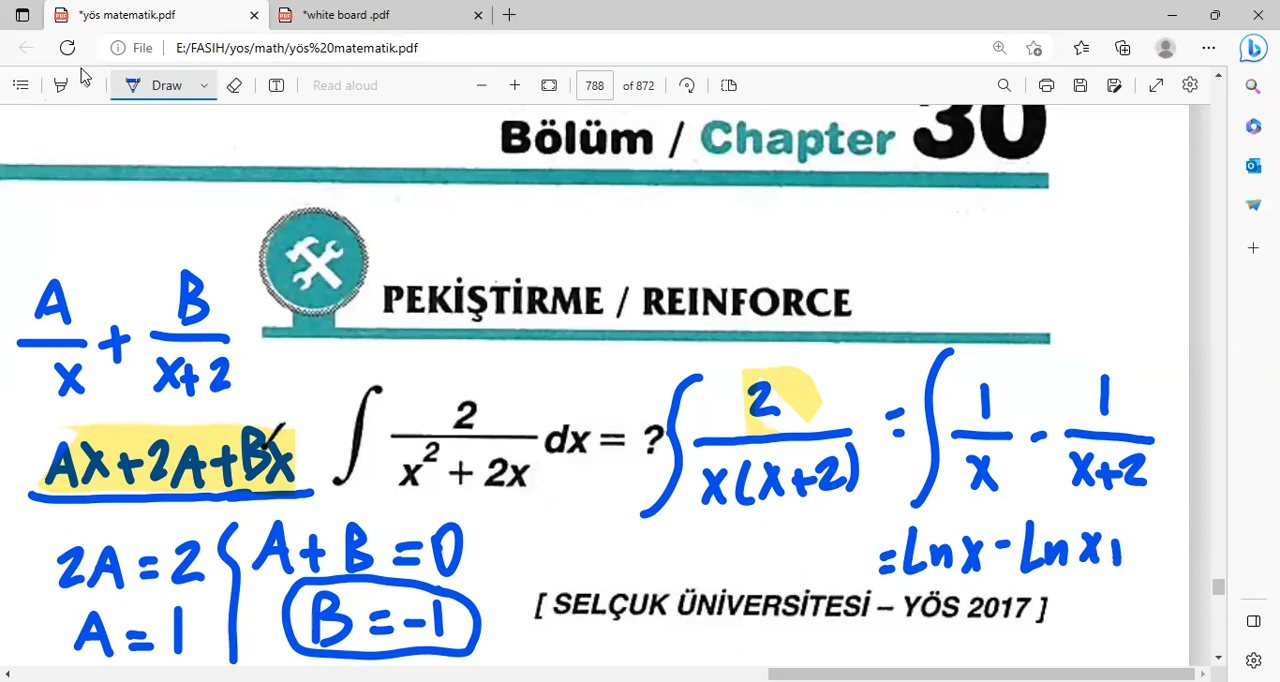 *yös matematik.pdf
*white board .pdf
File E:/FASIH/yos/math/yös%20matematik.pdf
Draw Read aloud 788 of 872
Bölüm / Chapter 30
PEKİŞTİRME / REINFORCE
A/x + B/(x+2)
Ax+2A+Bx
2A=2
A=1
A+B=0
B=-1
∫ 2/(x² + 2x) dx = ?
∫ 2/(x(x+2)) = ∫ 1/x - 1/(x+2)
=Lnx-Lnx
[ SELÇUK ÜNİVERSİTESİ – YÖS 2017 ]